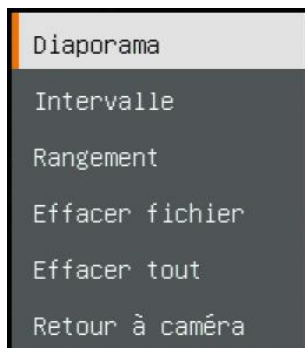 Diaporama
Intervalle
Rangement
Effacer fichier
Effacer tout
Retour à caméra